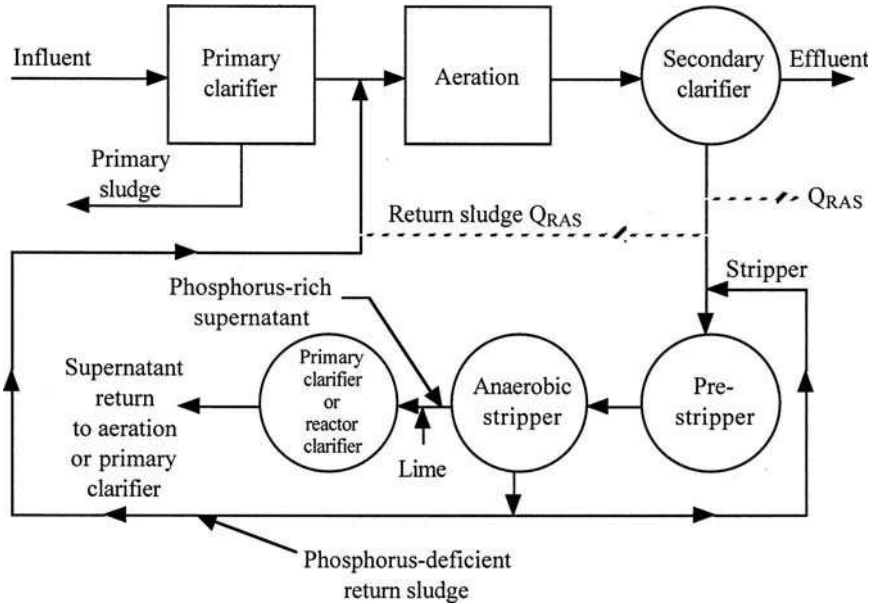 Influent
Primary
clarifier
Aeration
Secondary
clarifier
Effluent
Primary
sludge
Return sludge QRAS
QRAS
Stripper
Phosphorus-rich
supernatant
Primary
clarifier
or
reactor
clarifier
Anaerobic
stripper
Pre-
stripper
Supernatant
return
to aeration
or primary
clarifier
Lime
Phosphorus-deficient
return sludge